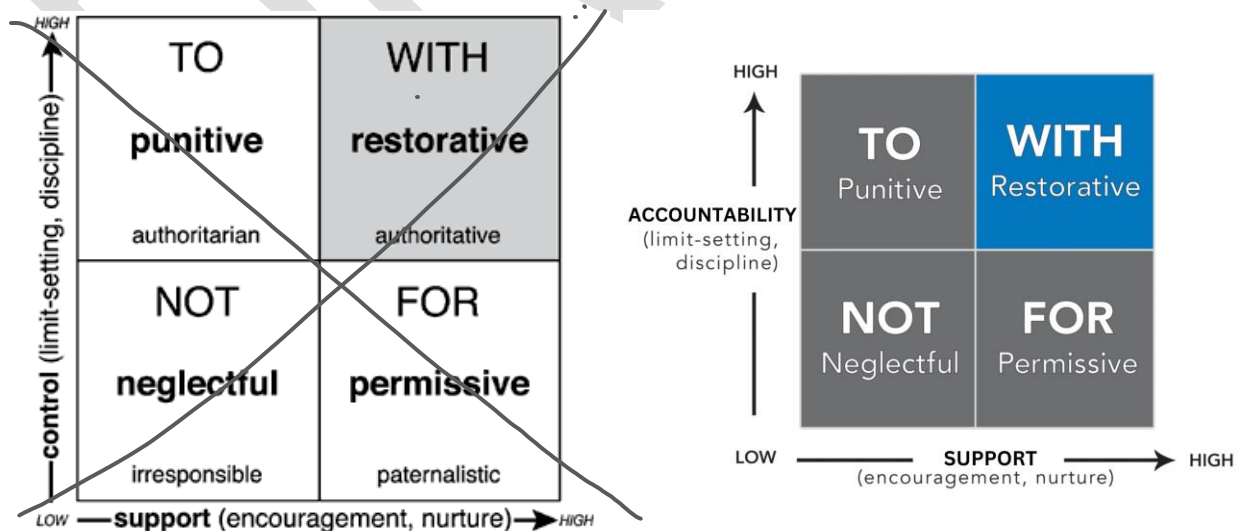 HIGH
control (limit-setting, discipline)
TO
punitive
authoritarian
WITH
restorative
authoritative
NOT
neglectful
irresponsible
FOR
permissive
paternalistic
LOW
support (encouragement, nurture)
HIGH
HIGH
ACCOUNTABILITY
(limit-setting,
discipline)
TO
Punitive
WITH
Restorative
NOT
Neglectful
FOR
Permissive
LOW
SUPPORT
(encouragement, nurture)
HIGH